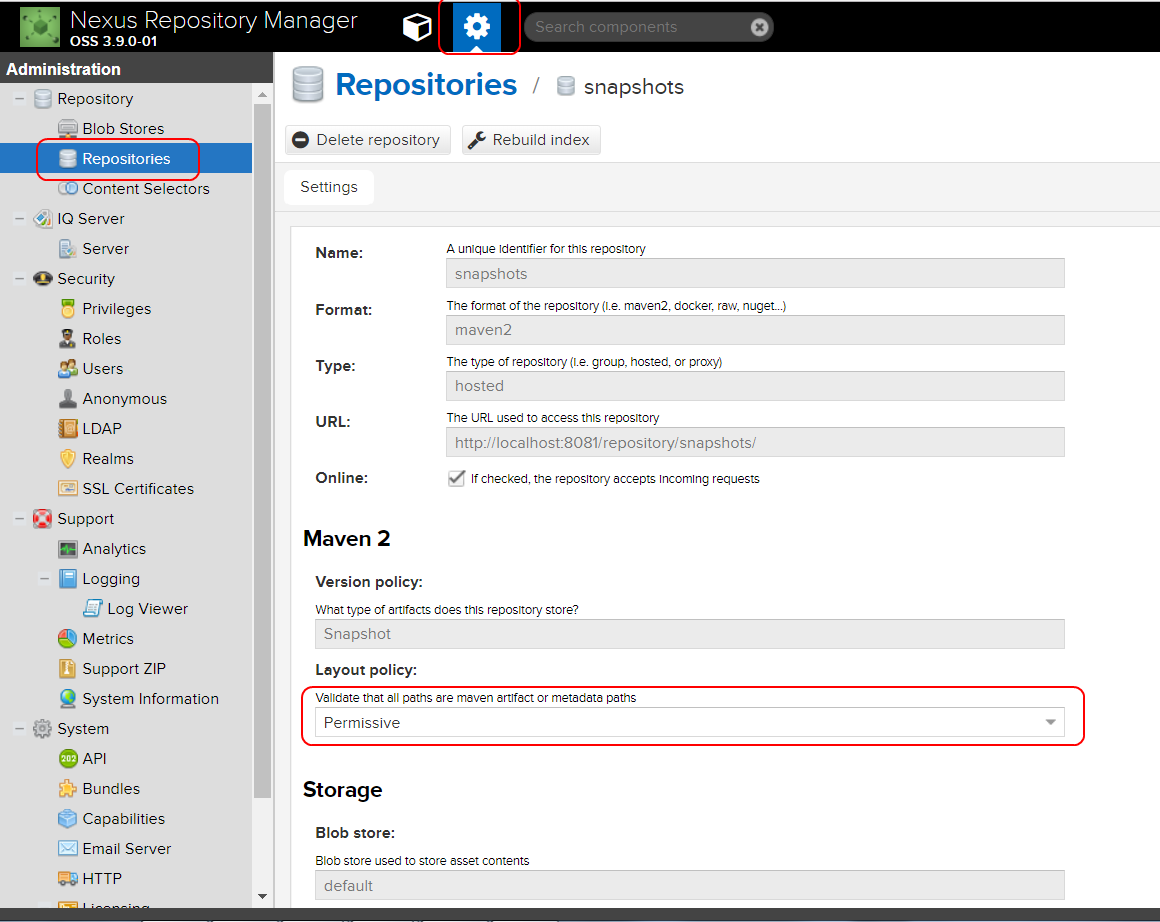 Nexus Repository Manager
OSS 3.9.0-01
Search components
Administration
Repository
Blob Stores
Repositories
Content Selectors
IQ Server
Server
Security
Privileges
Roles
Users
Anonymous
LDAP
Realms
SSL Certificates
Support
Analytics
Logging
Log Viewer
Metrics
Support ZIP
System Information
System
202
API
Bundles
Capabilities
Email Server
HTTP
Licensing
Repositories / snapshots
Delete repository Rebuild index
Settings
Name: A unique identifier for this repository
snapshots
Format: The format of the repository (i.e. maven2, docker, raw, nuget...)
maven2
Type: The type of repository (i.e. group, hosted, or proxy)
hosted
URL: The URL used to access this repository
http://localhost:8081/repository/snapshots/
Online: If checked, the repository accepts incoming requests
Maven 2
Version policy:
What type of artifacts does this repository store?
Snapshot
Layout policy:
Validate that all paths are maven artifact or metadata paths
Permissive
Storage
Blob store:
Blob store used to store asset contents
default